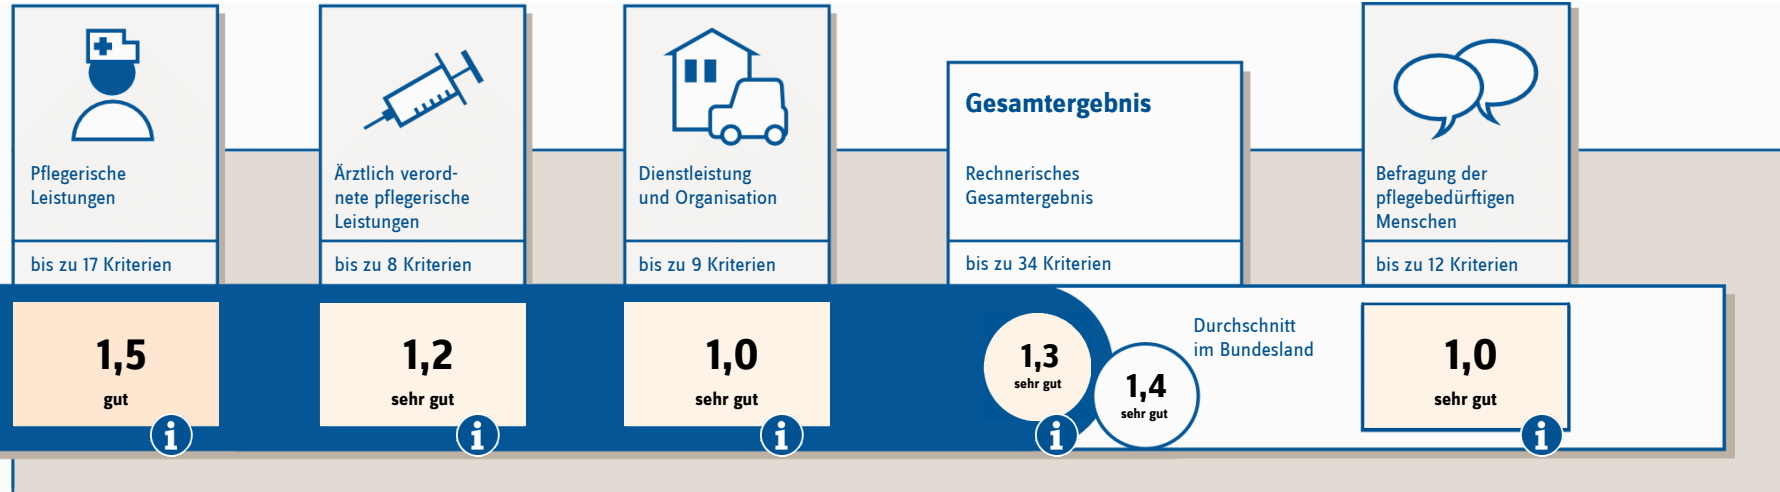 Pflegerische
Leistungen
bis zu 17 Kriterien
1,5
gut
i
Ärztlich verord-
nete pflegerische
Leistungen
bis zu 8 Kriterien
1,2
sehr gut
i
Dienstleistung
und Organisation
bis zu 9 Kriterien
1,0
sehr gut
i
Gesamtergebnis
Rechnerisches
Gesamtergebnis
bis zu 34 Kriterien
1,3
sehr gut
i
Durchschnitt
im Bundesland
1,4
sehr gut
Befragung der
pflegebedürftigen
Menschen
bis zu 12 Kriterien
1,0
sehr gut
i